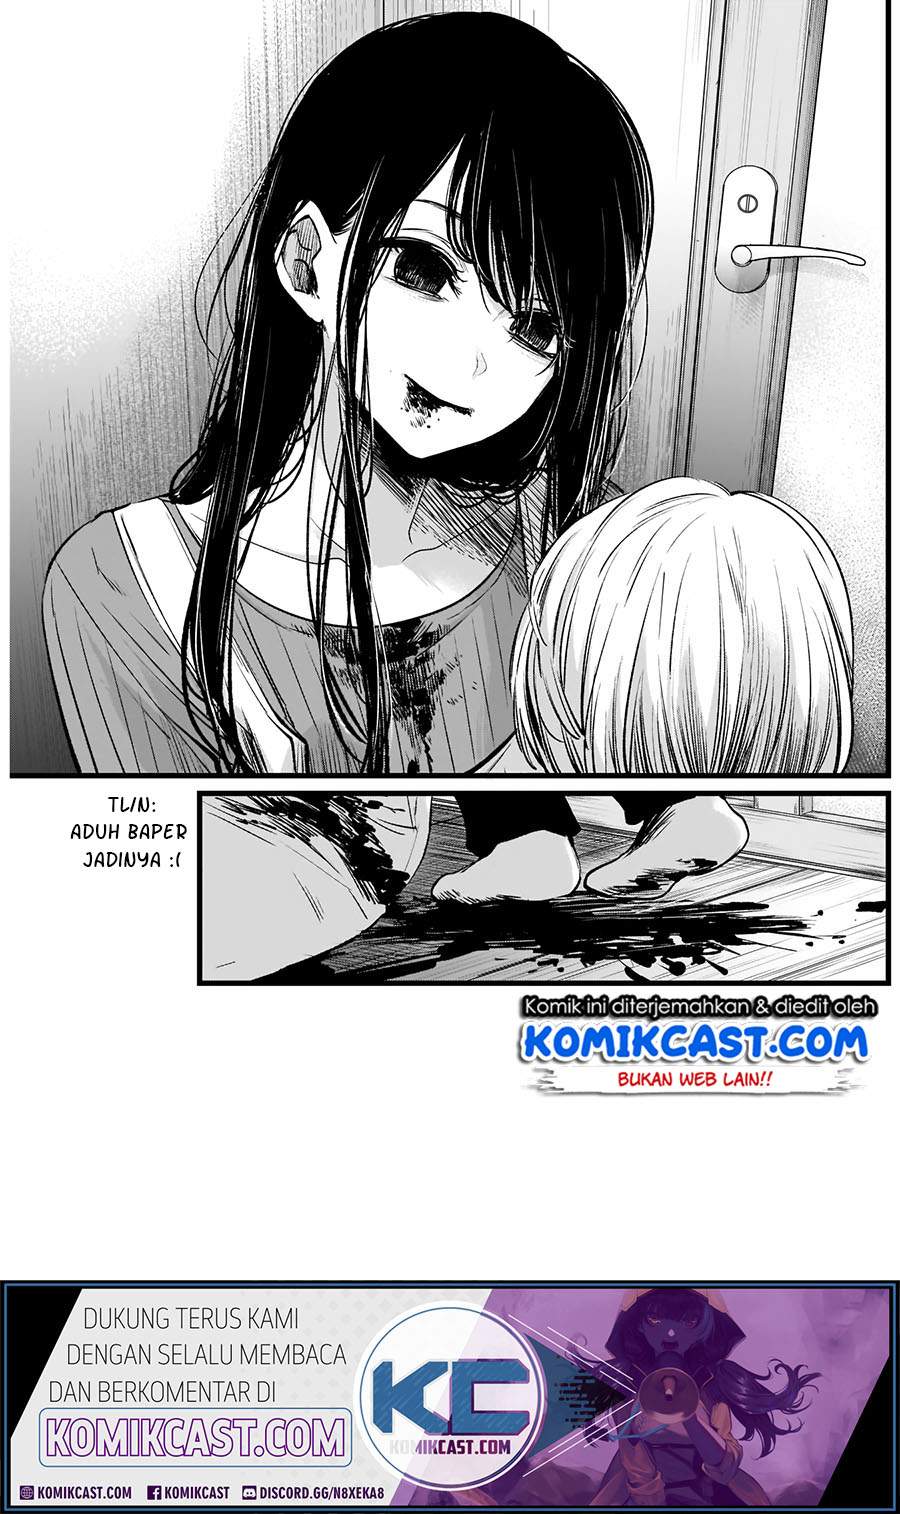 TL/N:
ADUH BAPER
JADINYA :(
Komik ini diterjemahkan & diedit oleh
KOMIKCAST.COM
BUKAN WEB LAIN!!
DUKUNG TERUS KAMI
DENGAN SELALU MEMBACA
DAN BERKOMENTAR DI
KOMIKCAST.COM
KC
KOMIKCAST.COM
KOMIKCAST.COM KOMIKCAST DISCORD.GG/N8XEKA8